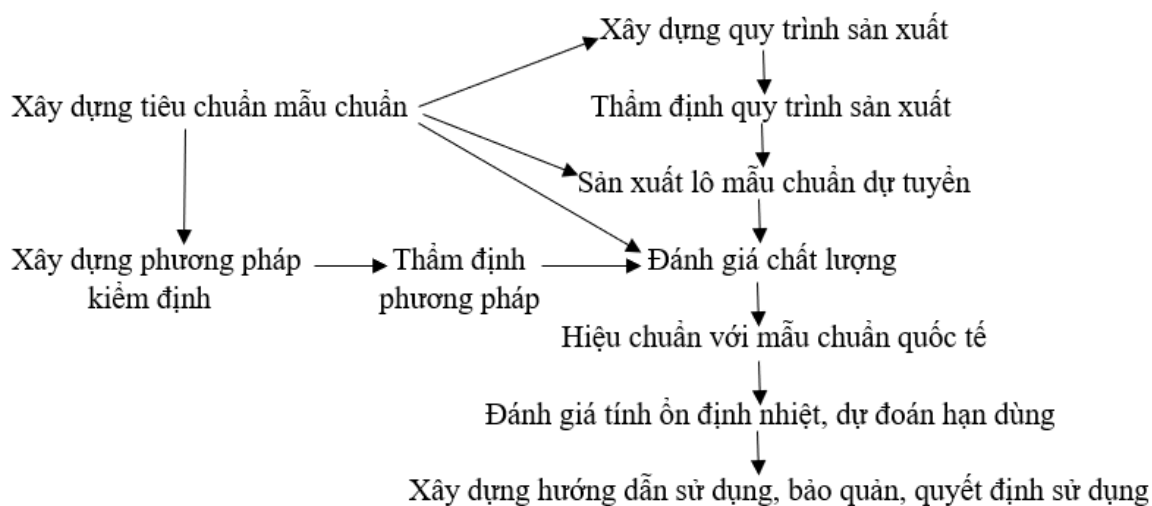 Xây dựng quy trình sản xuất
Xây dựng tiêu chuẩn mẫu chuẩn
Thẩm định quy trình sản xuất
Sản xuất lô mẫu chuẩn dự tuyển
Xây dựng phương pháp
kiểm định
Thẩm định
phương pháp
Đánh giá chất lượng
Hiệu chuẩn với mẫu chuẩn quốc tế
Đánh giá tính ổn định nhiệt, dự đoán hạn dùng
Xây dựng hướng dẫn sử dụng, bảo quản, quyết định sử dụng